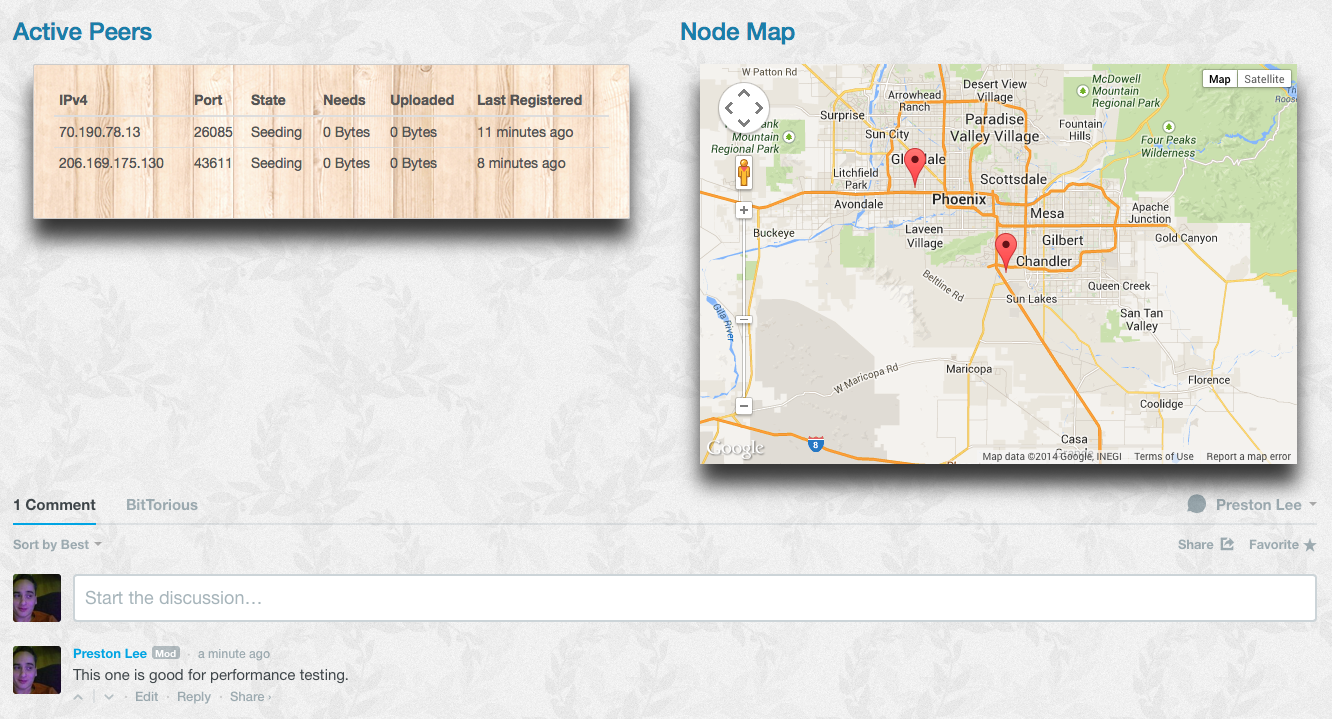 Active Peers
IPv4 Port State Needs Uploaded Last Registered
70.190.78.13 26085 Seeding 0 Bytes 0 Bytes 11 minutes ago
206.169.175.130 43611 Seeding 0 Bytes 0 Bytes 8 minutes ago
Node Map
W Patton Rd
Map Satellite
Desert View
Village
McDowell
Mountain
Regional Park
Arrowhead
Ranch
Surprise
Paradise
Valley Village
Fountain
Hills
Mountain
Regional Park
Sun City
Four Peaks
Wilderness
Litchfield
Park
Scottsdale
Avondale
Phoenix
Mesa
Apache
Junction
Buckeye
Laveen
Village
Gilbert
Gold Canyon
Chandler
Beltline Rd
Queen Creek
Sun Lakes
Gila River
San Tan
Valley
W Maricopa Rd
Maricopa
Florence
Coolidge
8
Casa
Google
Map data ©2014 Google, INEGI Terms of Use Report a map error
1 Comment BitTorious Preston Lee
Sort by Best Share Favorite
Start the discussion…
Preston Lee Mod · a minute ago
This one is good for performance testing.
· Edit · Reply · Share ›